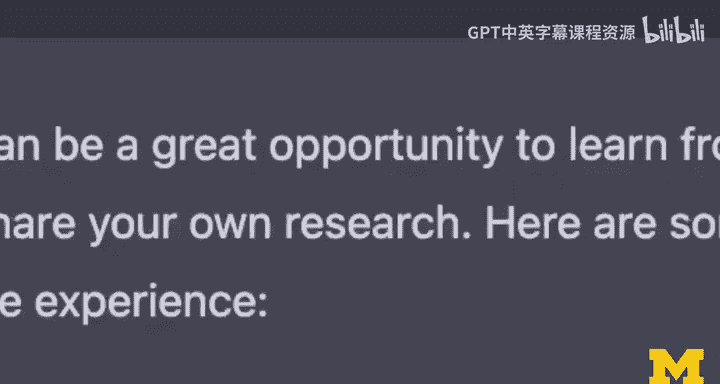 GPT中英字幕课程资源 bilibili
an be a great opportunity to learn fro
hare your own research. Here are so
e experience:
M